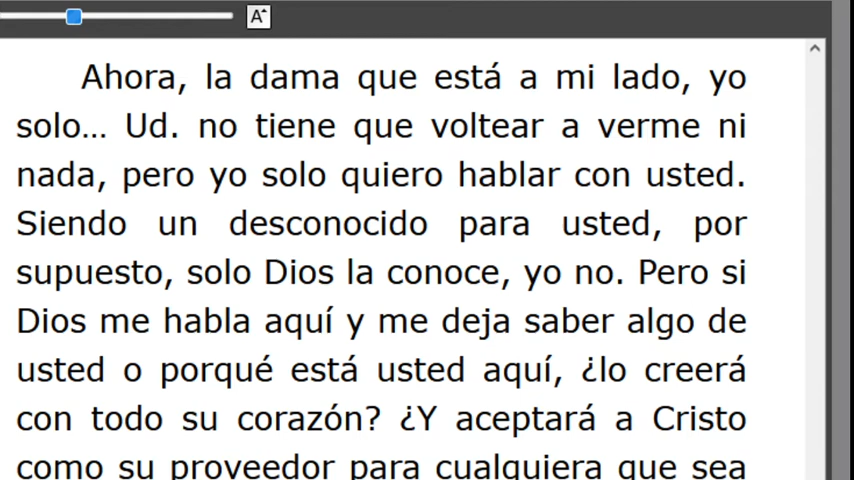 A
Ahora, la dama que está a mi lado, yo
solo... Ud. no tiene que voltear a verme ni
nada, pero yo solo quiero hablar con usted.
Siendo un desconocido para usted, por
supuesto, solo Dios la conoce, yo no. Pero si
Dios me habla aquí y me deja saber algo de
usted o porqué está usted aquí, ¿lo creerá
con todo su corazón? ¿Y aceptará a Cristo
como su proveedor para cualquiera que sea